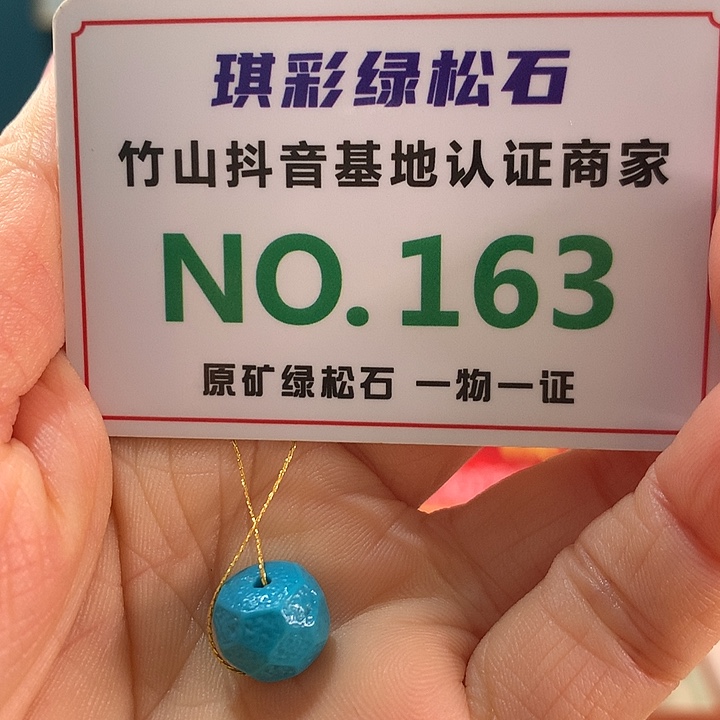 琪彩绿松石
竹山抖音基地认证商家
NO.163
原矿绿松石 一物一证